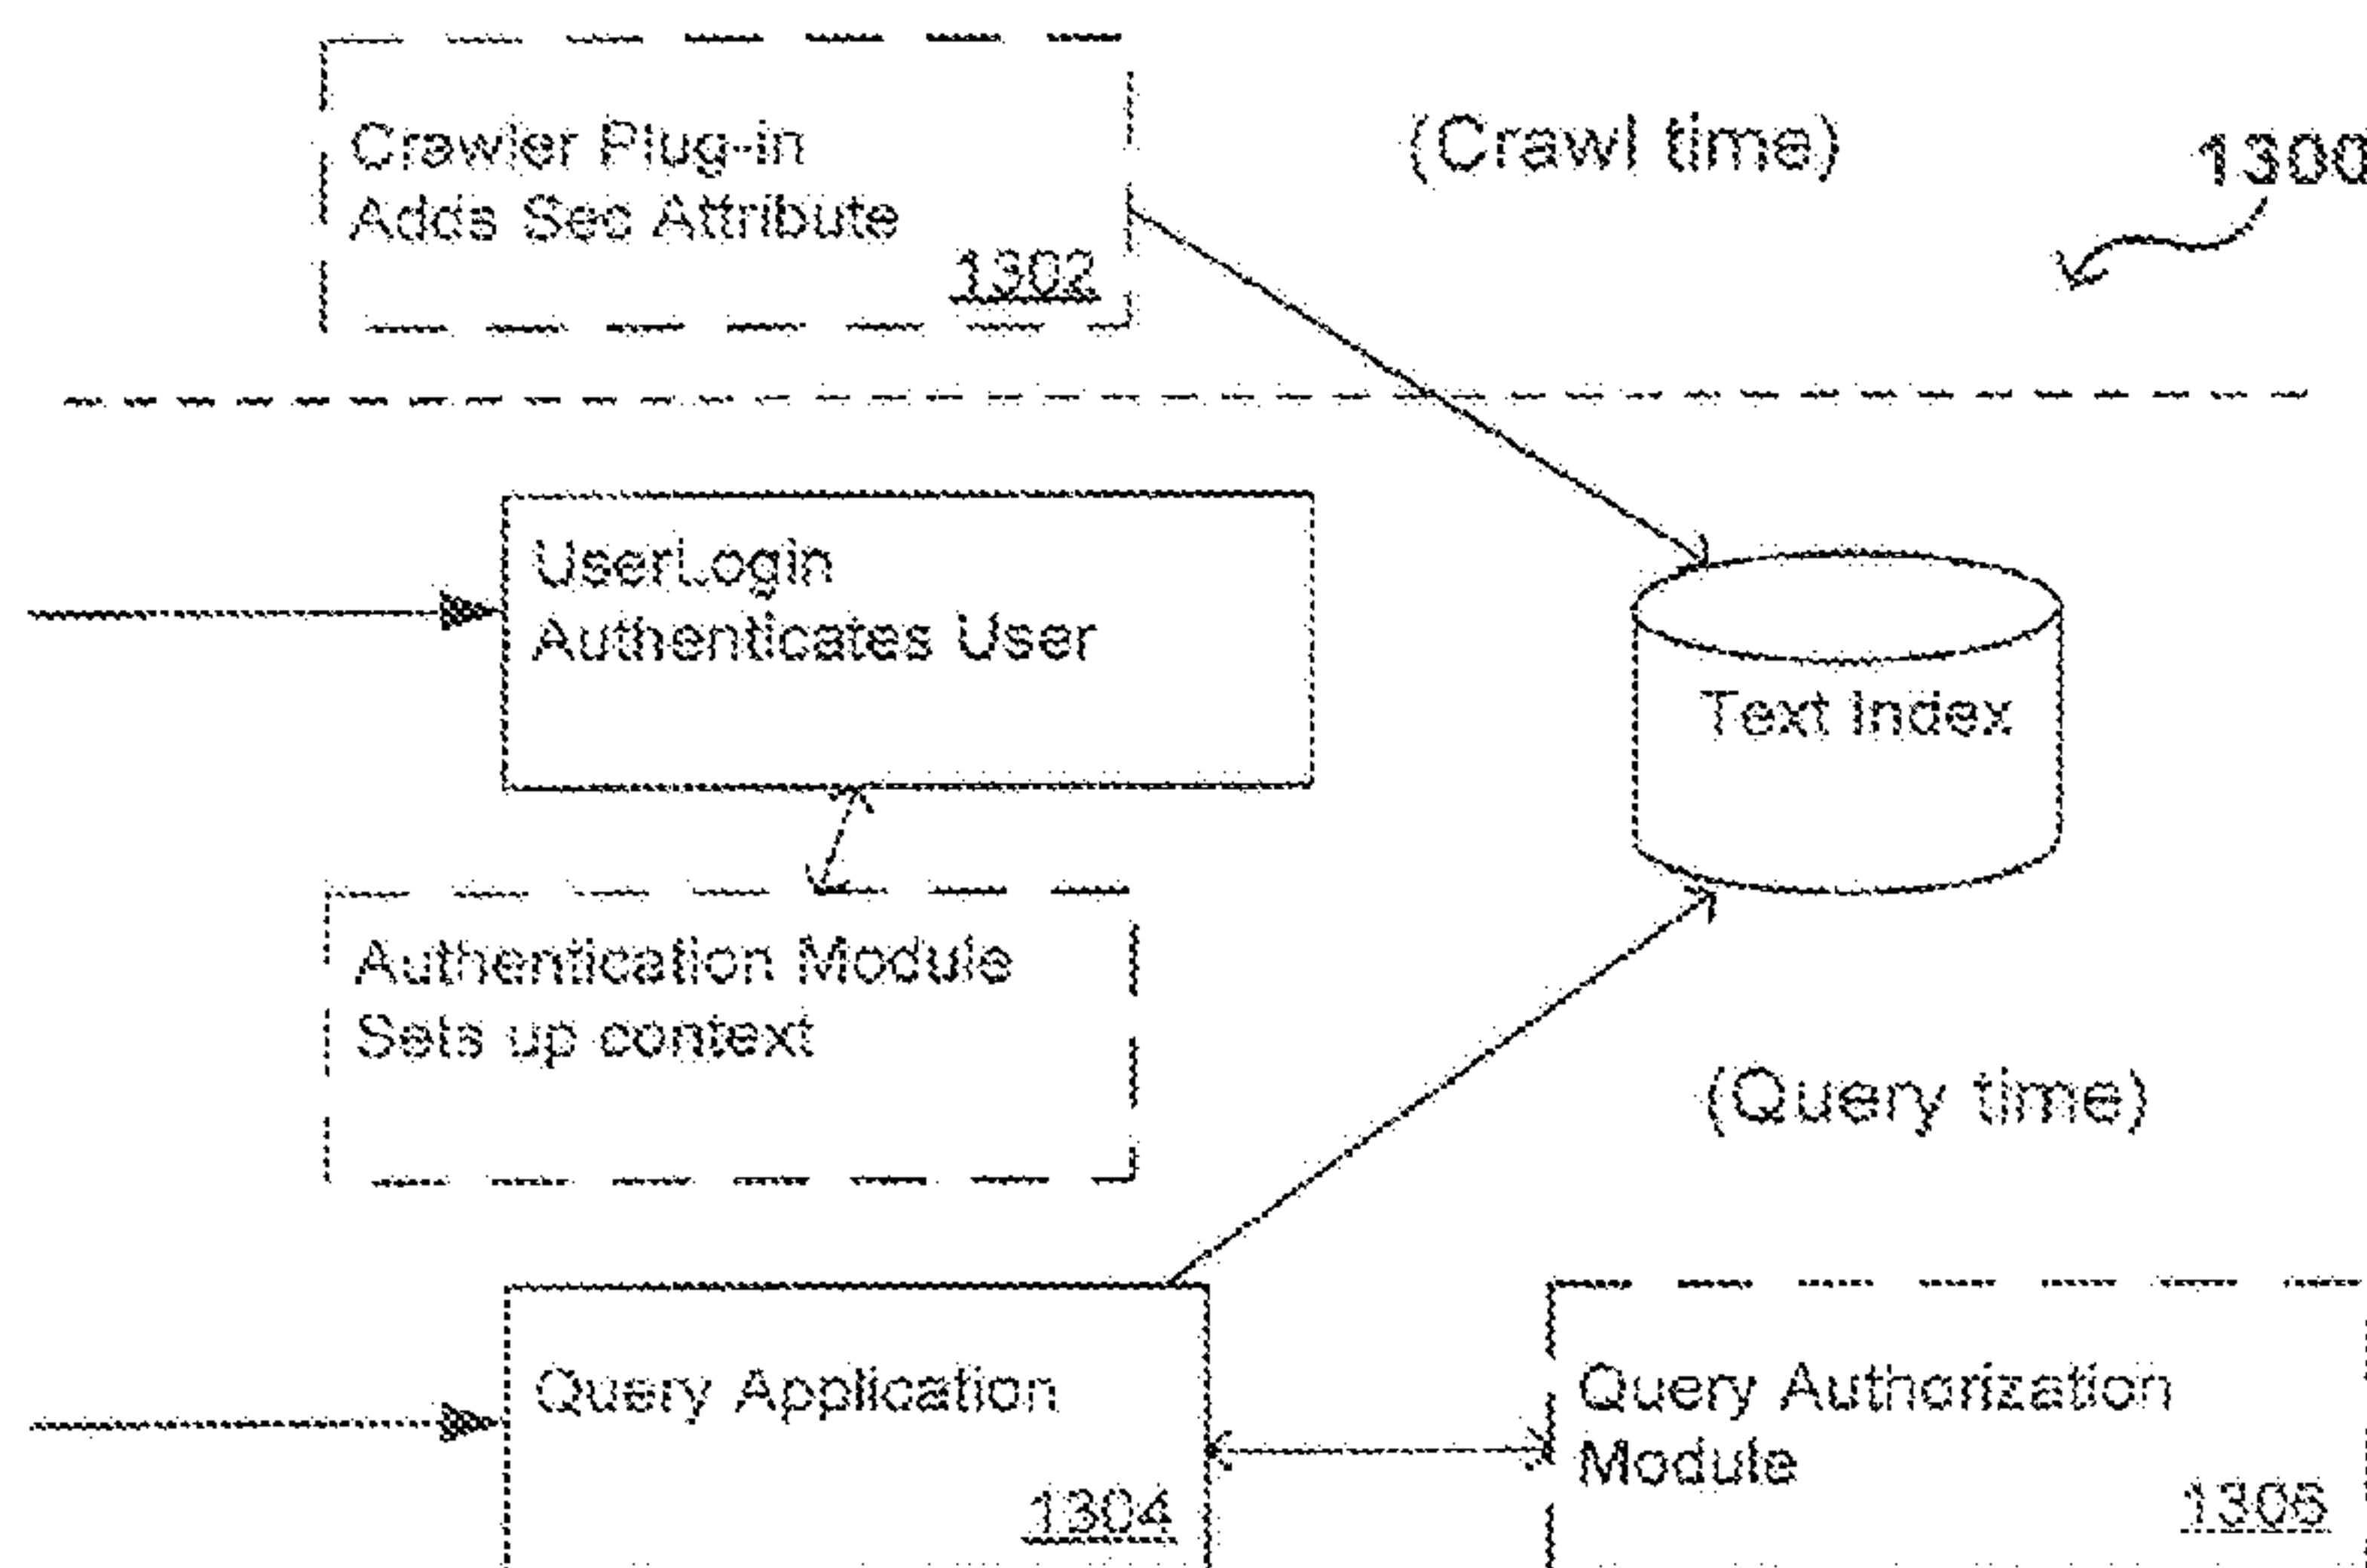 Crawler Plug-in
Adds Sec Attribute
1302
(Crawl time)
1300
UserLogin
Authenticates User
Text Index
Authentication Module
Sets up context
(Query time)
Query Application
1304
Query Authorization
Module
1306